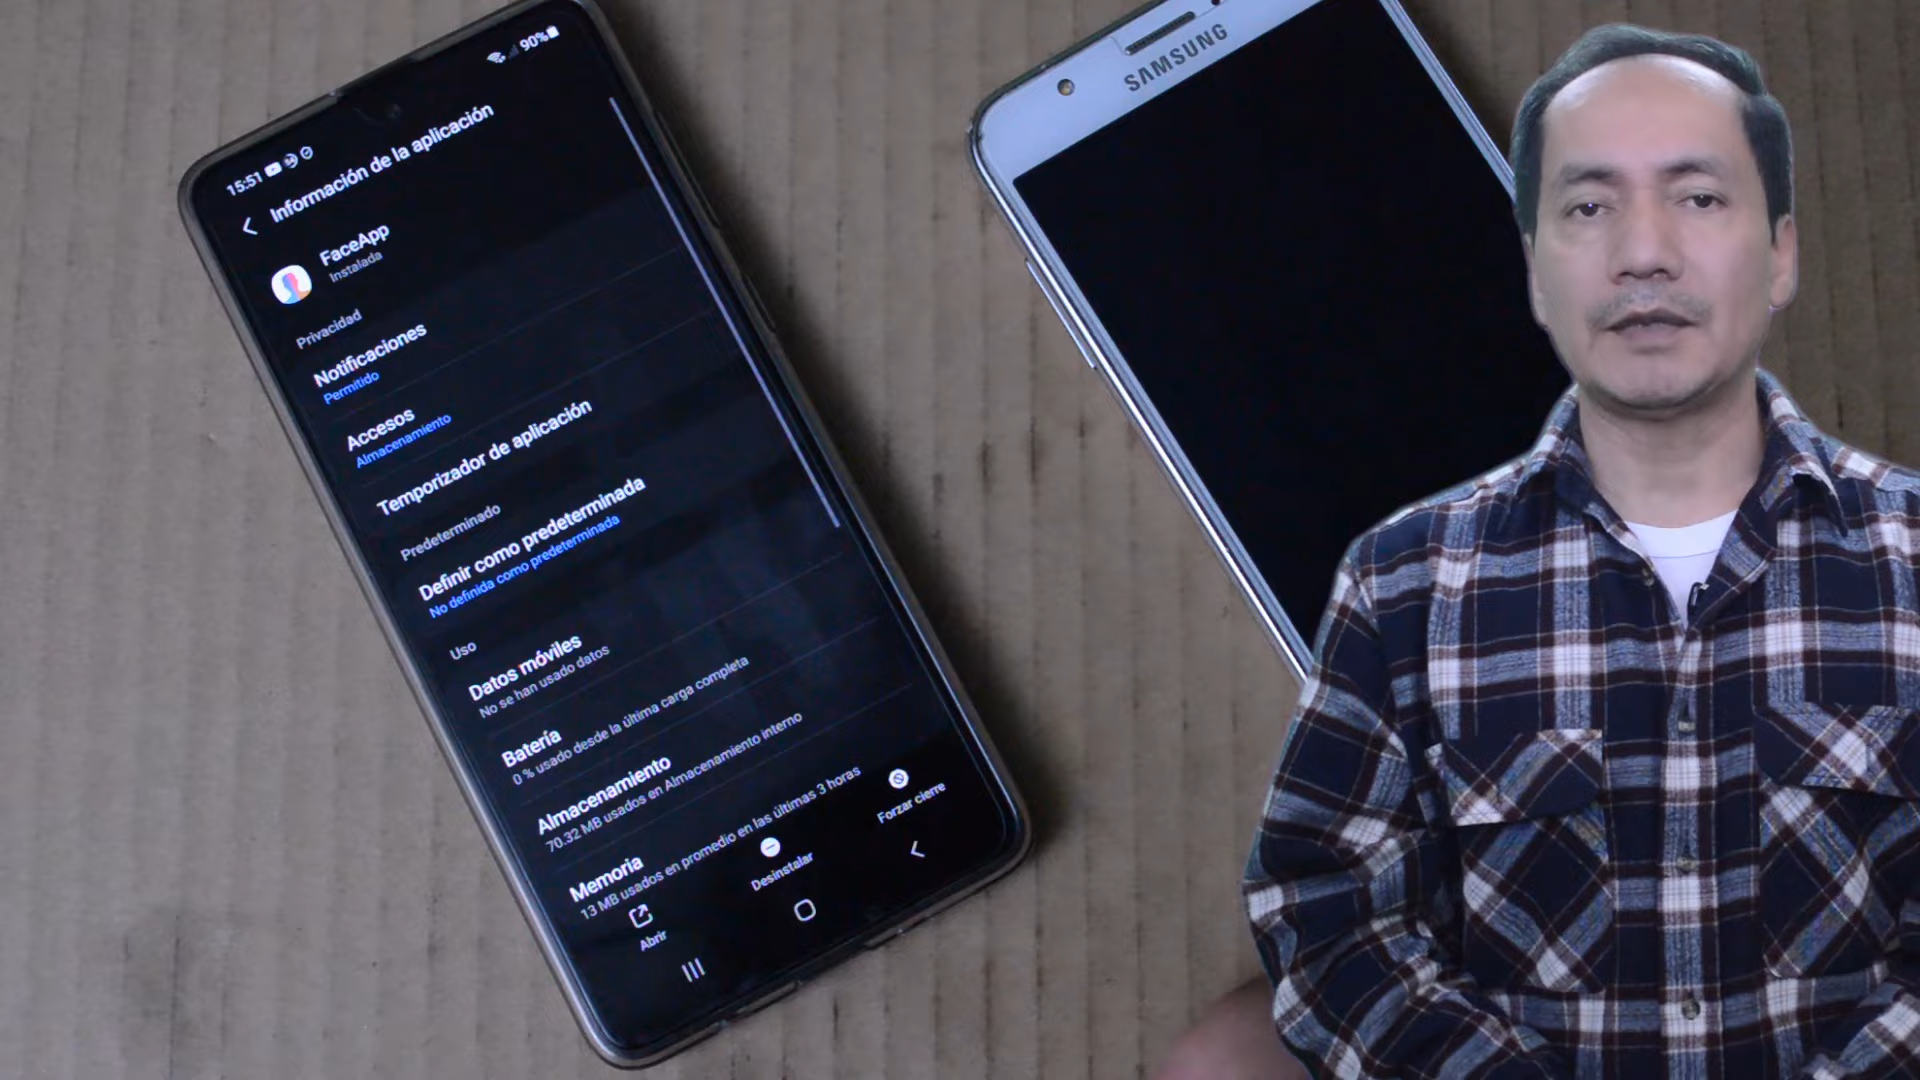 15:51
90%
Información de la aplicación
FaceApp
Instalada
Privacidad
Notificaciones
Permitido
Accesos
Almacenamiento
Temporizador de aplicación
Predeterminado
Definir como predeterminada
No definida como predeterminada
Uso
Datos móviles
No se han usado datos
Batería
0 % usado desde la última carga completa
Almacenamiento
70.32 MB usados en Almacenamiento interno
Memoria
13 MB usados en promedio en las últimas 3 horas
Abrir
Desinstalar
Forzar cierre
SAMSUNG